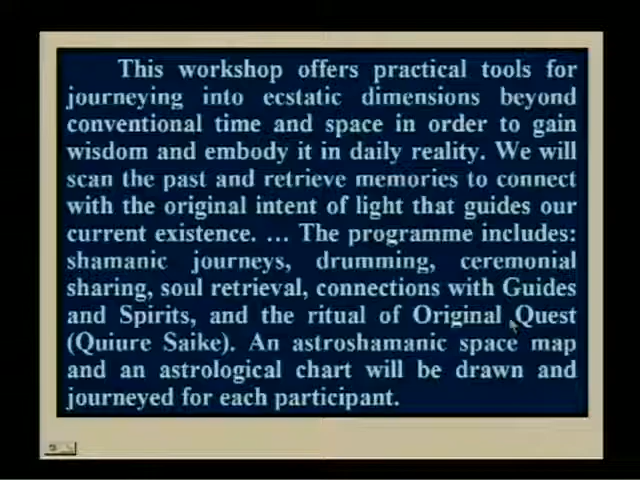 This workshop offers practical tools for
journeying into ecstatic dimensions beyond
conventional time and space in order to gain
wisdom and embody it in daily reality. We will
scan the past and retrieve memories to connect
with the original intent of light that guides our
current existence. ... The programme includes:
shamanic journeys, drumming, ceremonial
sharing, soul retrieval, connections with Guides
and Spirits, and the ritual of Original Quest
(Quiure Saike). An astroshamanic space map
and an astrological chart will be drawn and
journeyed for each participant.